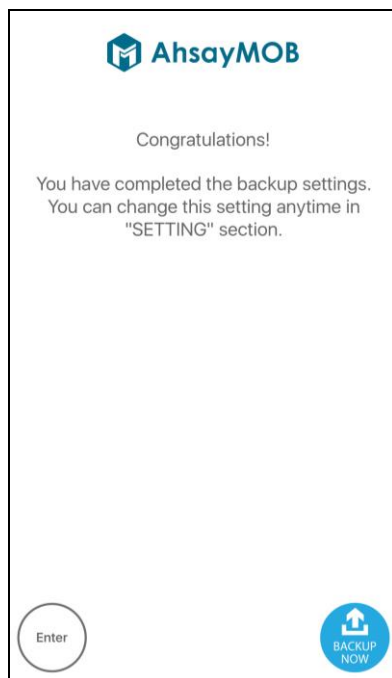 AhsayMOB
Congratulations!
You have completed the backup settings.
You can change this setting anytime in
"SETTING" section.
Enter
BACKUP
NOW